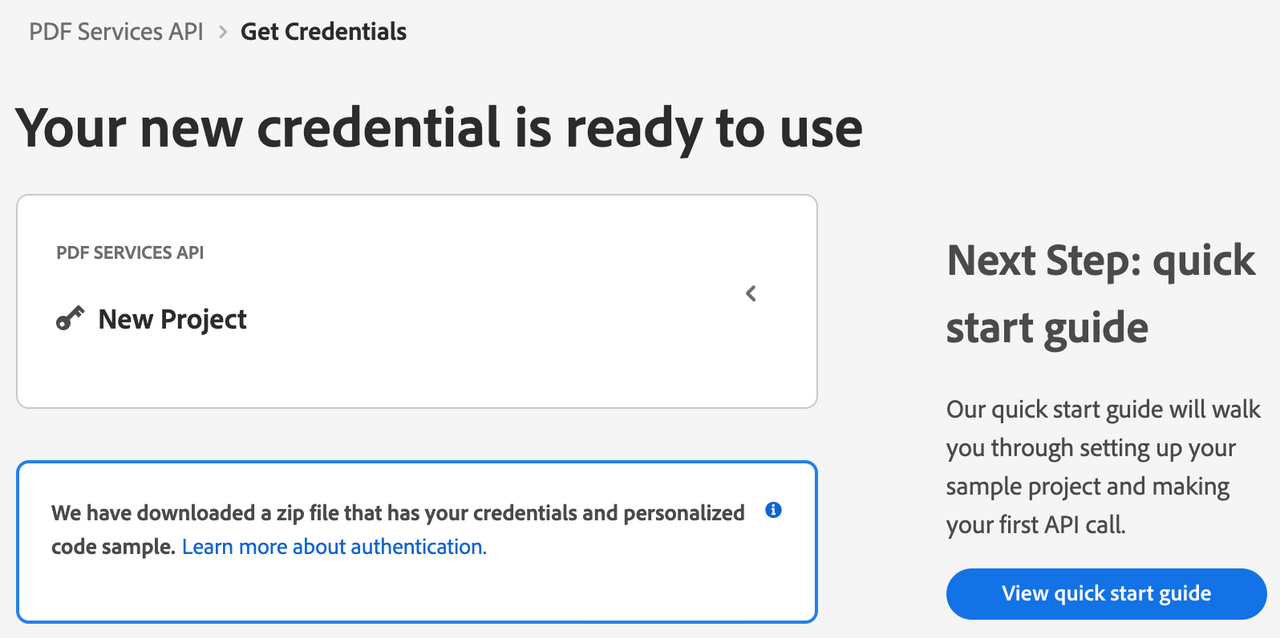 PDF Services API > Get Credentials
Your new credential is ready to use
PDF SERVICES API
New Project
We have downloaded a zip file that has your credentials and personalized
code sample. Learn more about authentication.
Next Step: quick
start guide
Our quick start guide will walk
you through setting up your
sample project and making
your first API call.
View quick start guide